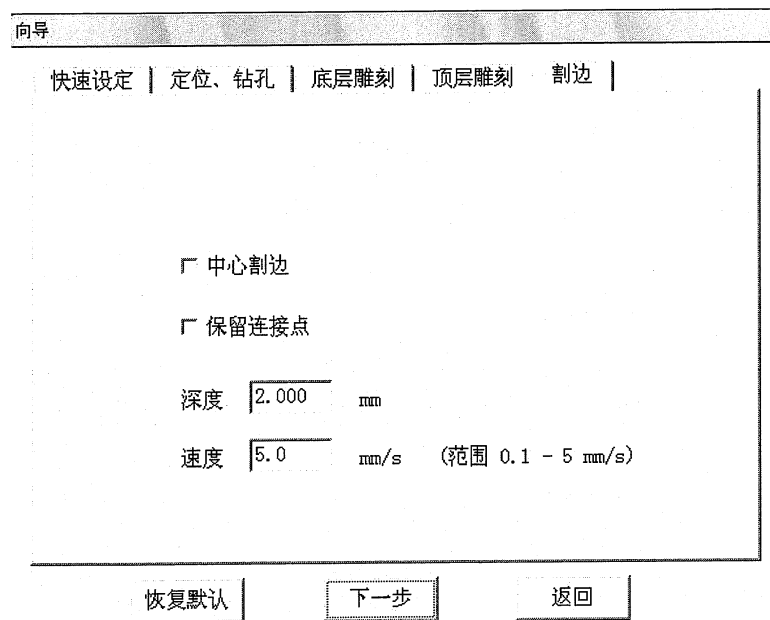 向导
快速设定 定位、钻孔 底层雕刻 顶层雕刻 割边
中心割边
保留连接点
深度 2.000 mm
速度 5.0 mm/s (范围 0.1 - 5 mm/s)
恢复默认 下一步 返回